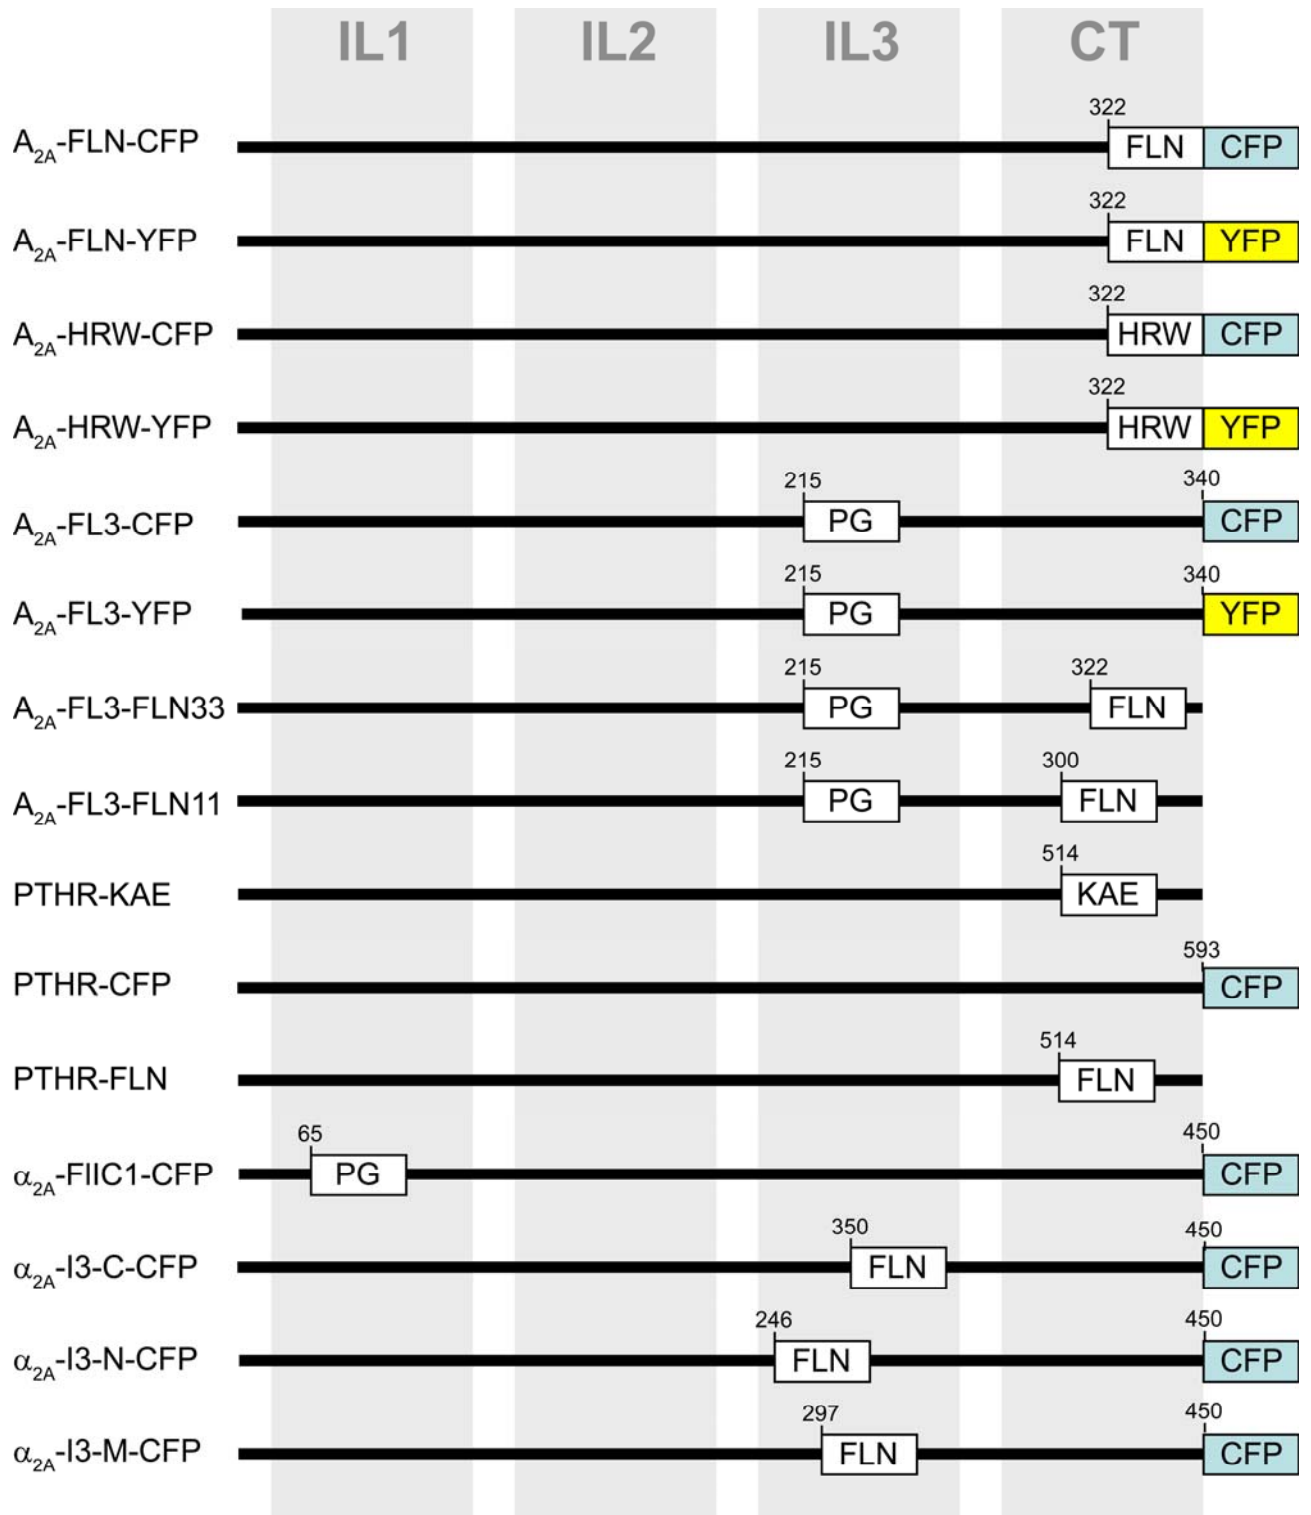 IL1 IL2 IL3 CT
322
A2A-FLN-CFP FLN CFP
322
A2A-FLN-YFP FLN YFP
322
A2A-HRW-CFP HRW CFP
322
A2A-HRW-YFP HRW YFP
215 340
A2A-FL3-CFP PG CFP
215 340
A2A-FL3-YFP PG YFP
215 322
A2A-FL3-FLN33 PG FLN
215 300
A2A-FL3-FLN11 PG FLN
514
PTHR-KAE KAE
593
PTHR-CFP CFP
514
PTHR-FLN FLN
65 450
α2A-FIIC1-CFP PG CFP
350 450
α2A-I3-C-CFP FLN CFP
246 450
α2A-I3-N-CFP FLN CFP
297 450
α2A-I3-M-CFP FLN CFP